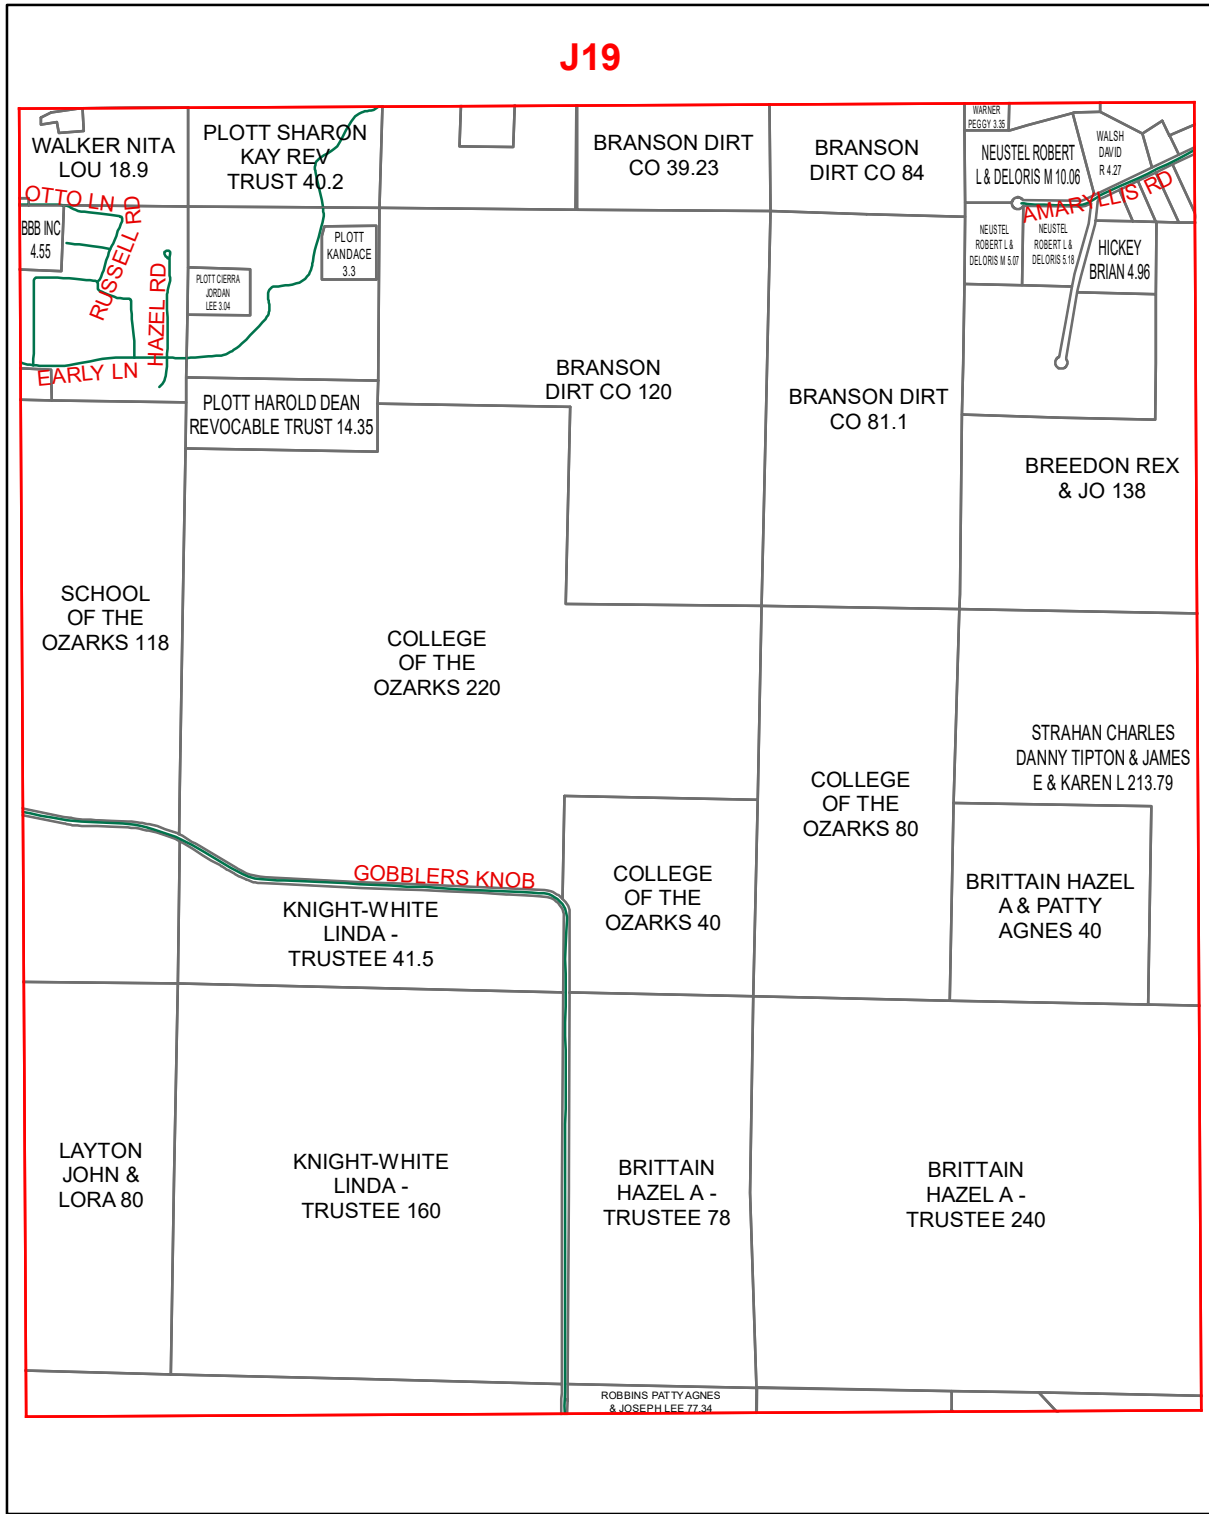 J19
WALKER NITA
LOU 18.9
PLOTT SHARON
KAY REV
TRUST 40.2
BRANSON DIRT
CO 39.23
BRANSON
DIRT CO 84
WARNER
PEGGY 3.35
NEUSTEL ROBERT
L & DELORIS M 10.06
WALSH
DAVID
R 4.27
OTTO LN
RUSSELL RD
HAZEL RD
EARLY LN
AMARYLLIS RD
BBB INC
4.55
PLOTT CIERRA
JORDAN
LEE 3.04
PLOTT
KANDACE
3.3
NEUSTEL
ROBERT L &
DELORIS M 5.07
NEUSTEL
ROBERT L &
DELORIS 5.18
HICKEY
BRIAN 4.96
PLOTT HAROLD DEAN
REVOCABLE TRUST 14.35
BRANSON
DIRT CO 120
BRANSON DIRT
CO 81.1
BREEDON REX
& JO 138
SCHOOL
OF THE
OZARKS 118
COLLEGE
OF THE
OZARKS 220
STRAHAN CHARLES
DANNY TIPTON & JAMES
E & KAREN L 213.79
COLLEGE
OF THE
OZARKS 80
GOBBLERS KNOB
COLLEGE
OF THE
OZARKS 40
BRITTAIN HAZEL
A & PATTY
AGNES 40
KNIGHT-WHITE
LINDA -
TRUSTEE 41.5
LAYTON
JOHN &
LORA 80
KNIGHT-WHITE
LINDA -
TRUSTEE 160
BRITTAIN
HAZEL A -
TRUSTEE 78
BRITTAIN
HAZEL A -
TRUSTEE 240
ROBBINS PATTY AGNES
& JOSEPH LEE 77.34